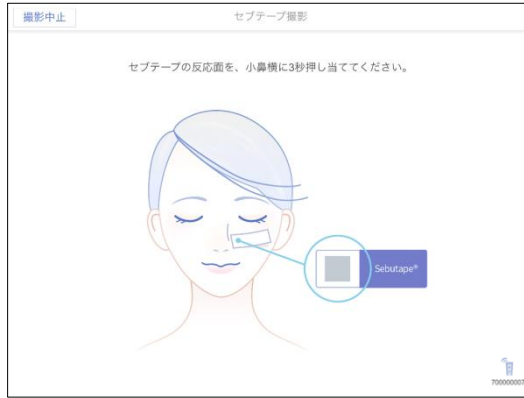 撮影中止
セブテープ撮影
セブテープの反応面を、小鼻横に3秒押し当ててください。
Sebutape®
700000007